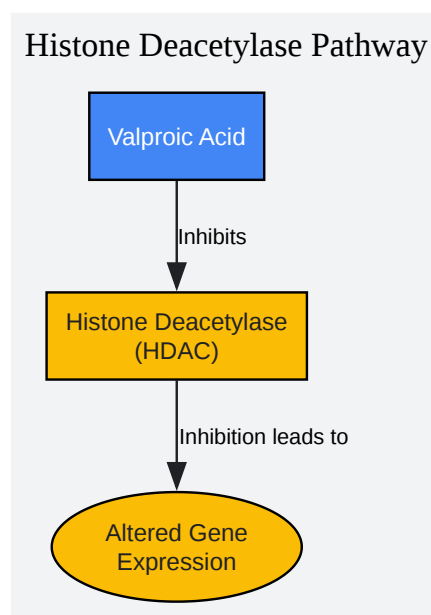 Histone Deacetylase Pathway
Valproic Acid
Inhibits
Histone Deacetylase
(HDAC)
Inhibition leads to
Altered Gene
Expression